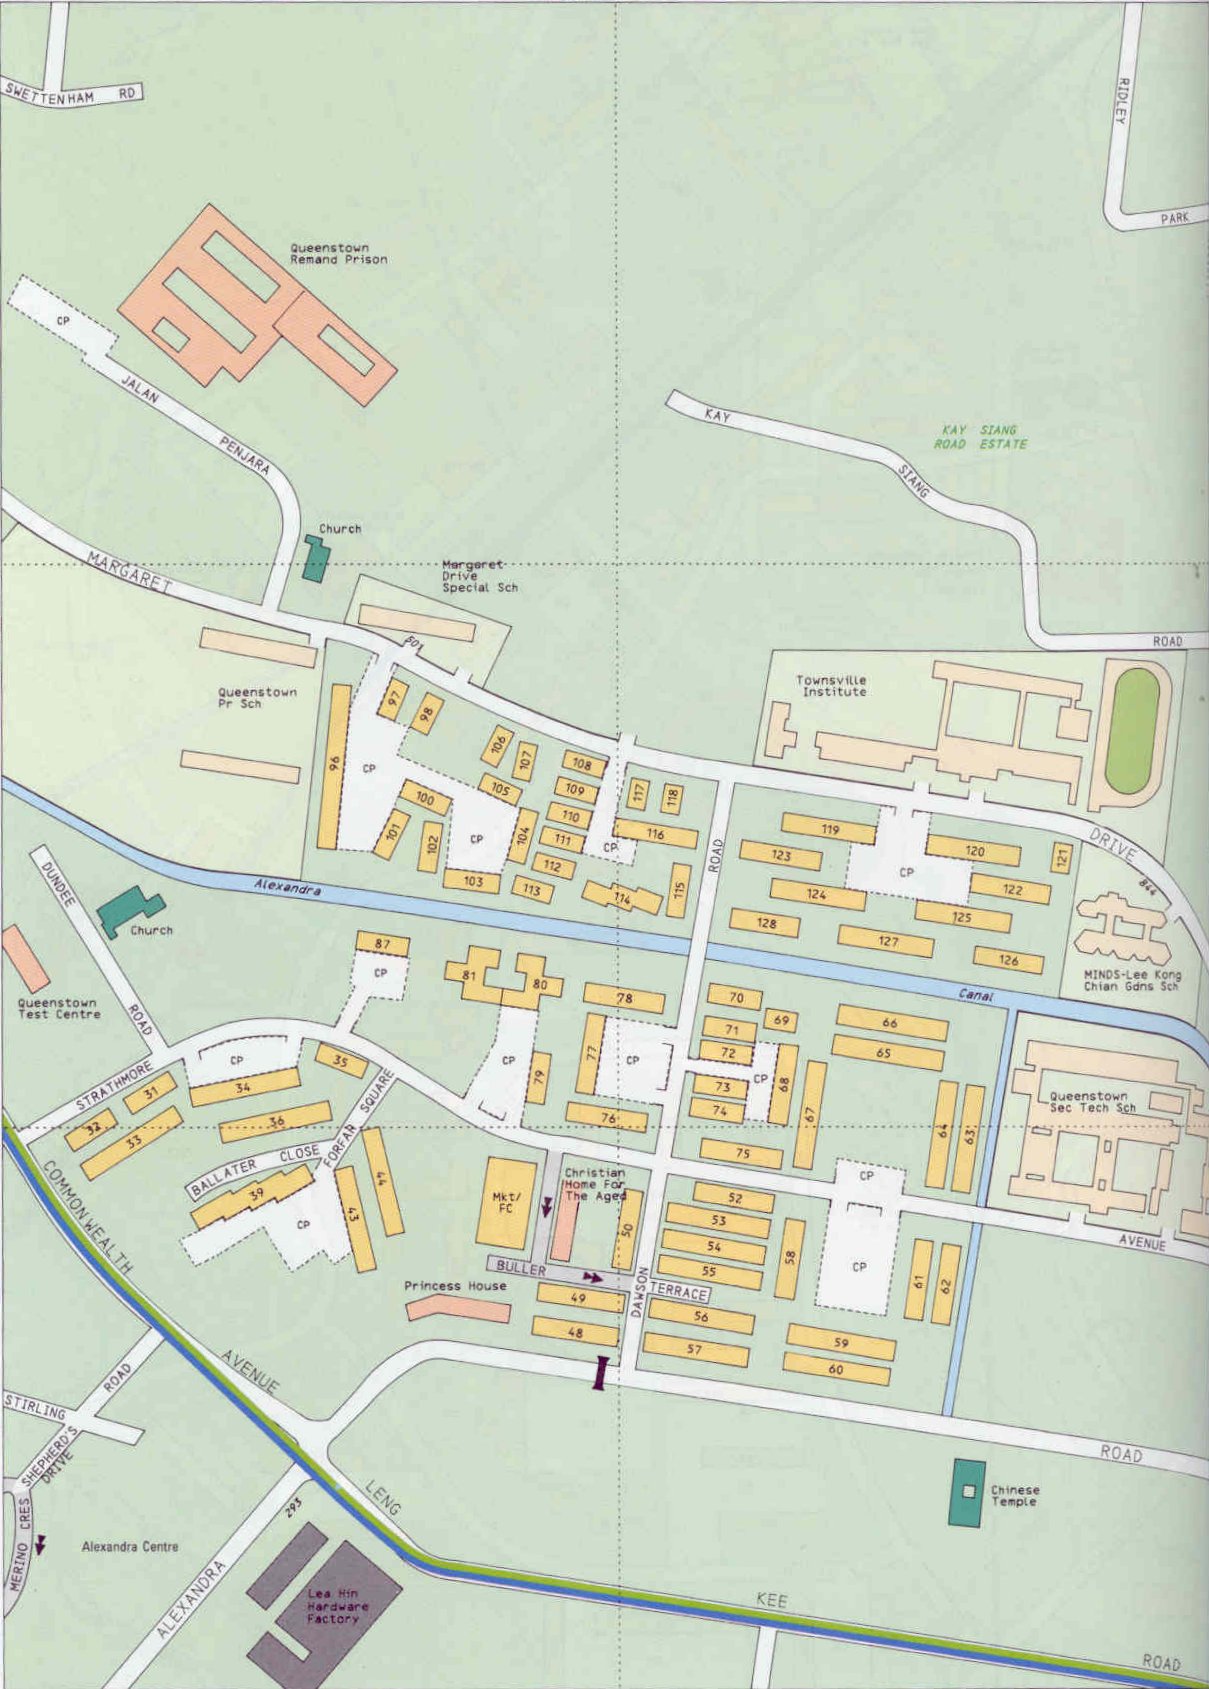 SWETTENHAM RD
RIDLEY
PARK
Queenstown
Remand Prison
CP
JALAN
PENJARA
KAY
SIANG
ROAD
KAY SIANG
ROAD ESTATE
Church
MARGARET
Margaret
Drive
Special Sch
501
Queenstown
Pr Sch
Townsville
Institute
97
98
96
CP
106
107
108
109
110
111
112
113
105
100
101
102
CP
104
103
117
118
116
CP
114
115
ROAD
119
120
121
123
CP
122
124
125
128
127
126
DRIVE
844
MINDS-Lee Kong
Chian Gdns Sch
Alexandra
Canal
DUNDEE
ROAD
Church
Queenstown
Test Centre
87
CP
81
80
78
77
CP
CP
79
76
70
71
69
72
73
74
CP
68
67
75
66
65
64
63
Queenstown
Sec Tech Sch
STRATHMORE
CP
34
35
31
32
33
36
FORFAR SQUARE
BALLATER CLOSE
39
CP
43
44
Mkt/
FC
Christian
Home For
The Aged
50
52
53
54
55
58
CP
CP
61
62
AVENUE
BULLER
TERRACE
DAWSON
49
48
56
57
59
60
Princess House
COMMONWEALTH
AVENUE
STIRLING
ROAD
SHEPHERD'S
DRIVE
MERINO CRES
Alexandra Centre
ALEXANDRA
293
ROAD
LENG
KEE
ROAD
Lea Hin
Hardware
Factory
Chinese
Temple